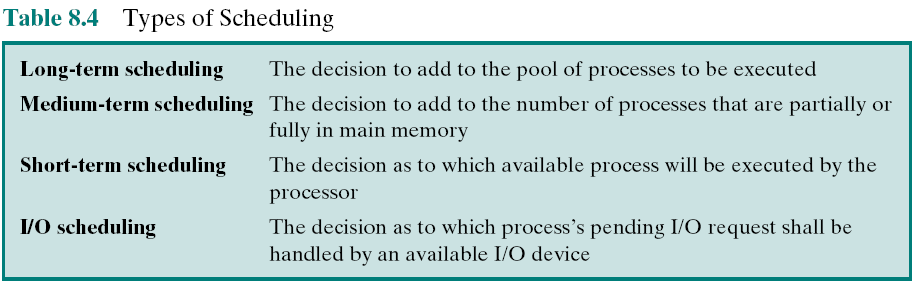 Table 8.4 Types of Scheduling
Long-term scheduling The decision to add to the pool of processes to be executed
Medium-term scheduling The decision to add to the number of processes that are partially or
fully in main memory
Short-term scheduling The decision as to which available process will be executed by the
processor
I/O scheduling The decision as to which process’s pending I/O request shall be
handled by an available I/O device